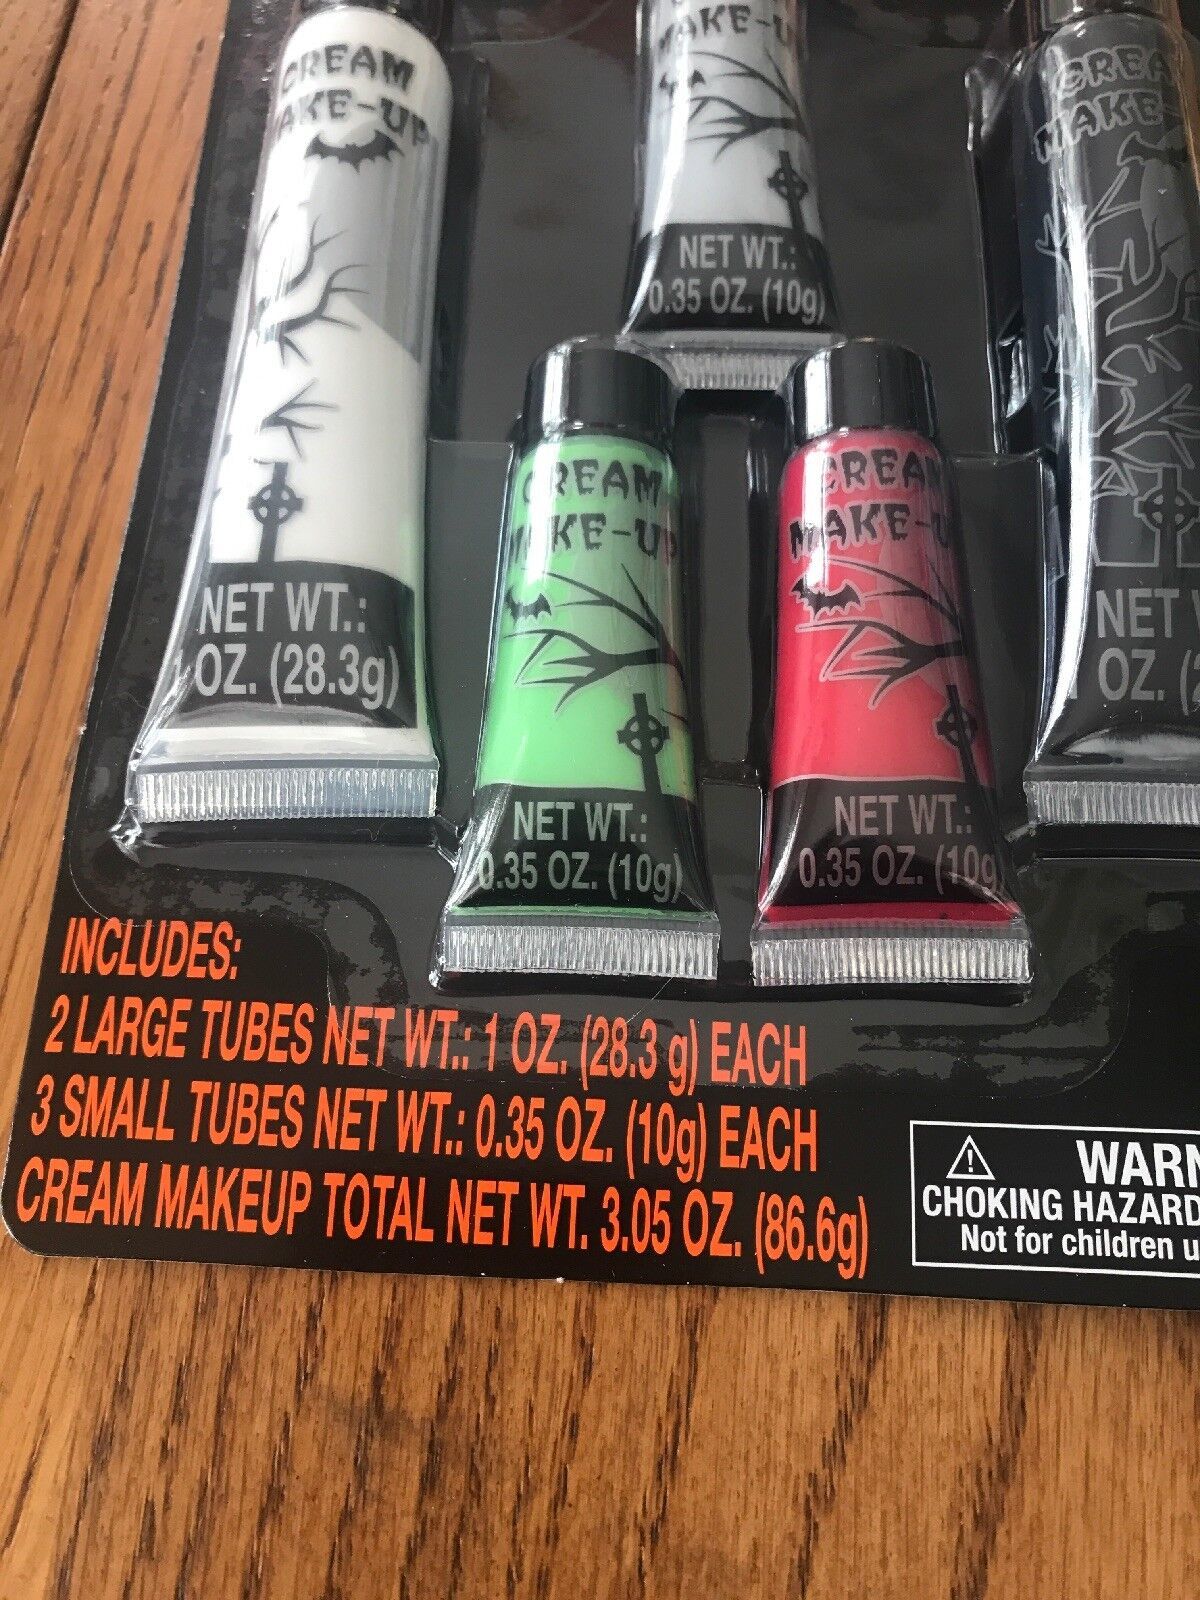 CREAM
MAKE-UP
NET WT.:
1 OZ. (28.3g)
MAKE-U
NET WT.:
0.35 OZ. (10g)
CREA
MAKE-
NET
1 OZ. (2
CREAM
MAKE-UP
NET WT.:
0.35 OZ. (10g)
CREAM
MAKE-U
NET WT.:
0.35 OZ. (10g
INCLUDES:
2 LARGE TUBES NET WT.: 1 OZ. (28.3 g) EACH
3 SMALL TUBES NET WT.: 0.35 OZ. (10g) EACH
CREAM MAKEUP TOTAL NET WT. 3.05 OZ. (86.6g)
WARN
CHOKING HAZARD
Not for children u